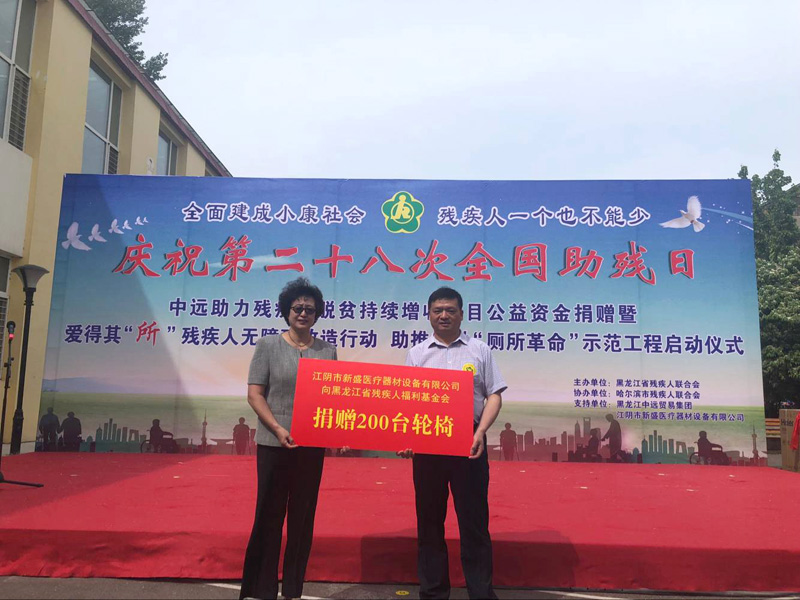 全面建成小康社会 残疾人一个也不能少
庆祝第二十八次全国助残日
中远助力残疾 脱贫持续增 目公益资金捐赠暨
爱得其“所”残疾人无障 造行动 助推 “厕所革命”示范工程启动仪式
主办单位：黑龙江省残疾人联合会
协办单位：哈尔滨市残疾人联合会
支持单位：黑龙江中远贸易集团
江阴市新盛医疗器材设备有限公司
江阴市新盛医疗器材设备有限公司
向黑龙江省残疾人福利基金会
捐赠200台轮椅